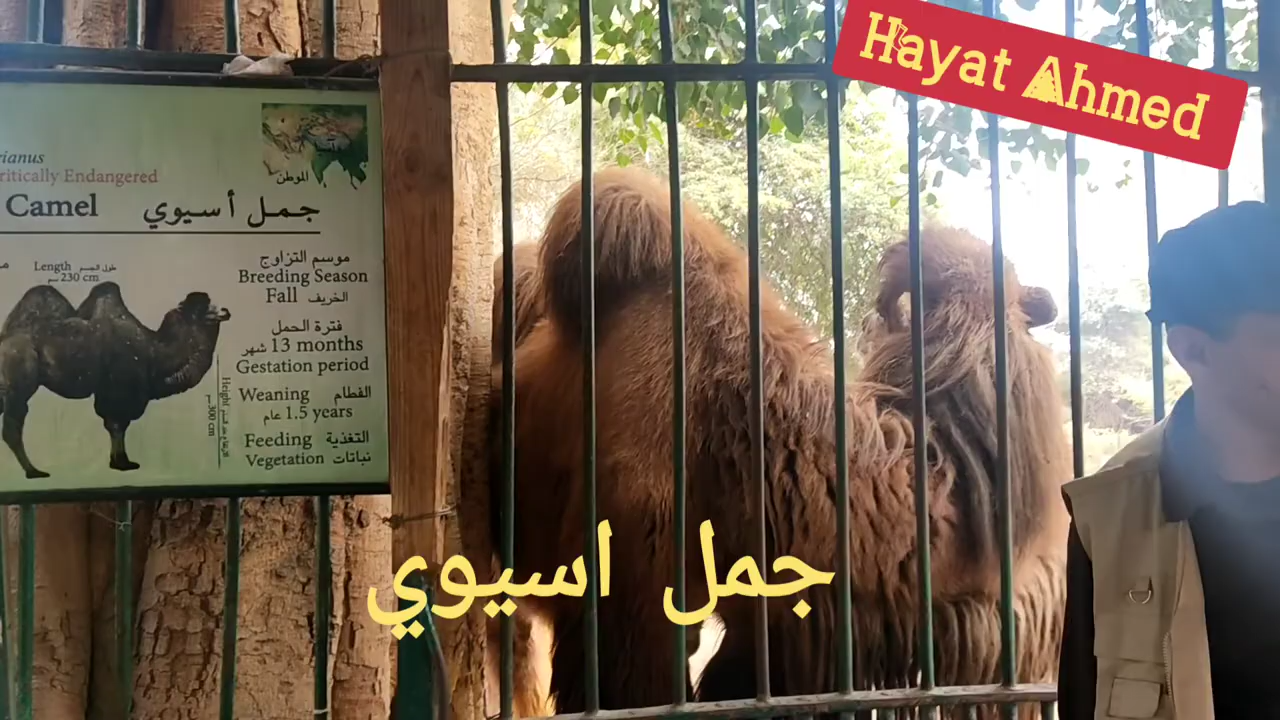 Hayat Ahmed
rianus
ritically Endangered
الموطن
Camel جمل أسيوي
Length طول الجسم
230 cm سم
موسم التزاوج
Breeding Season
Fall الخريف
فترة الحمل
13 months شهر
Gestation period
Weaning الفطام
1.5 years عام
Feeding التغذية
Vegetation نباتات
Height
300 cm سم
جمل اسيوي